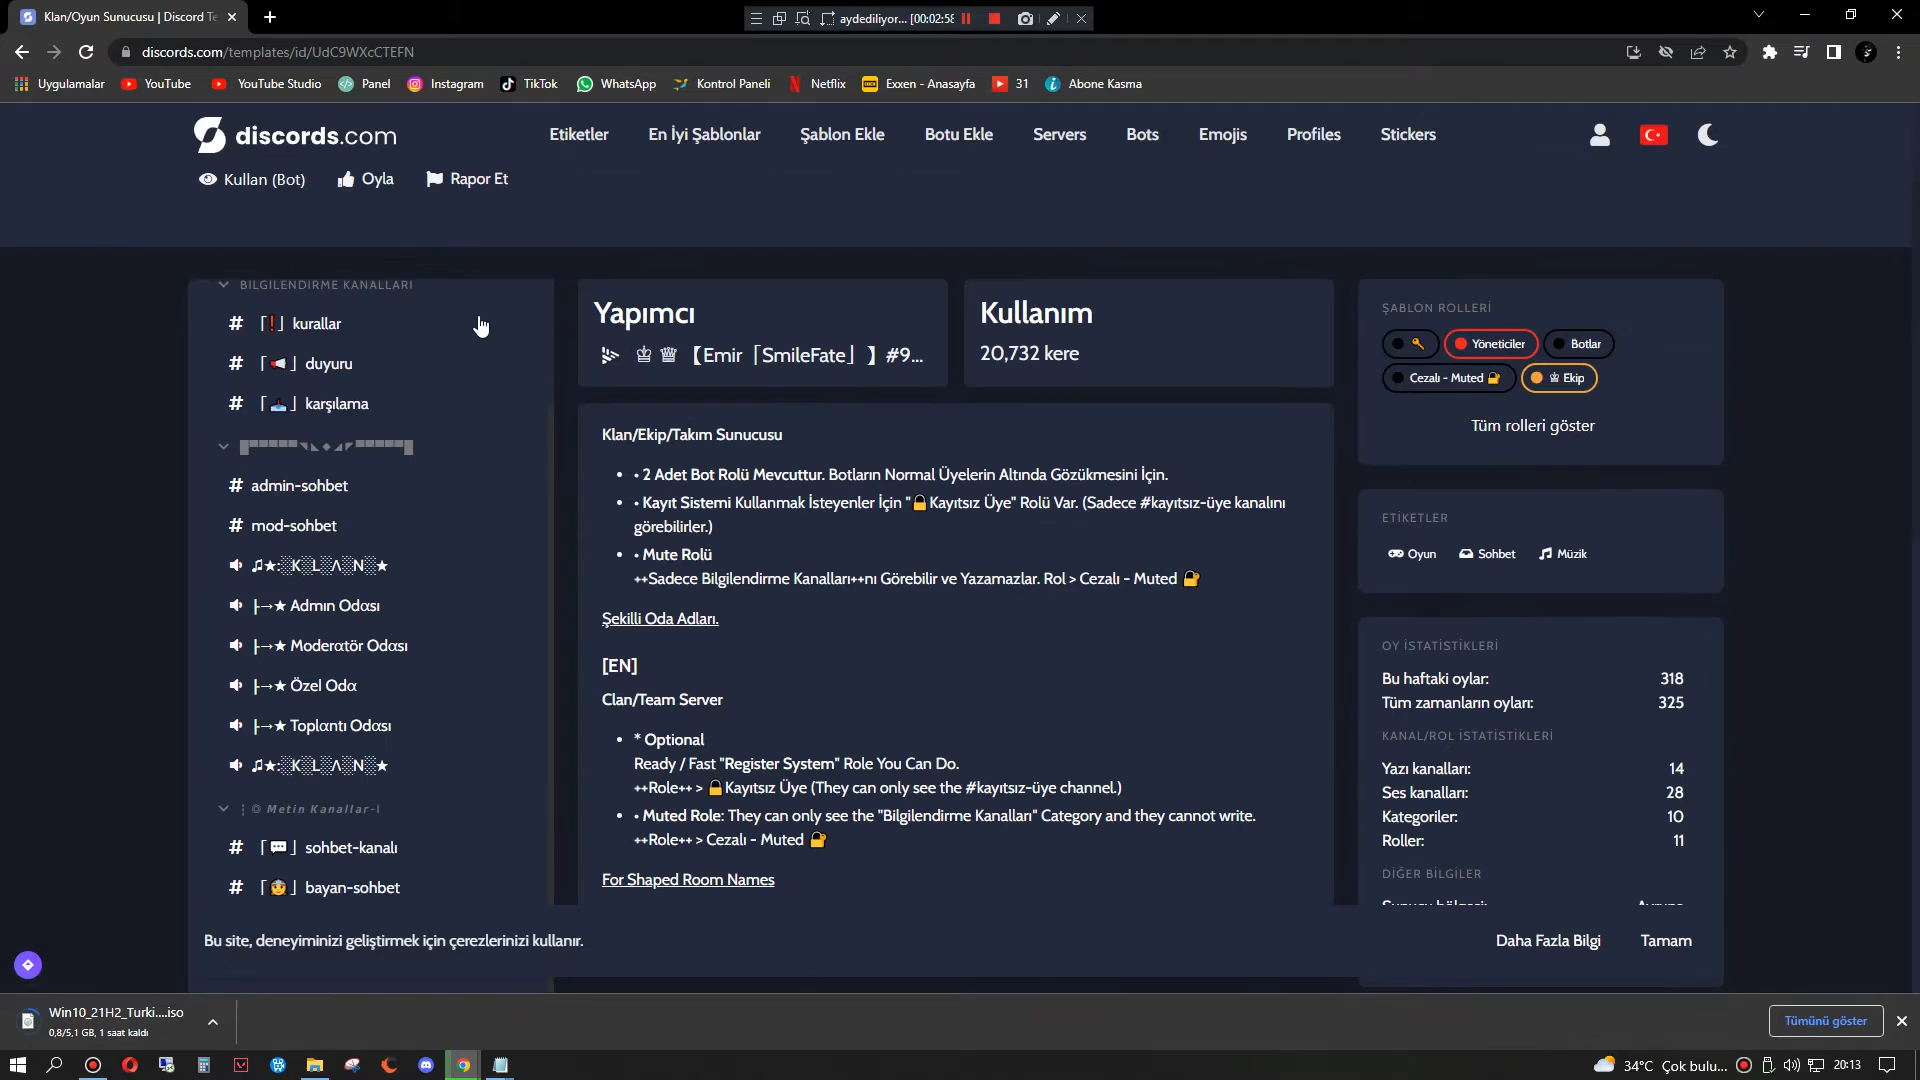 Klan/Oyun Sunucusu | Discord Te
aydediliyor... [00:02:58
discords.com/templates/id/UdC9WXcCTEFN
Uygulamalar YouTube YouTube Studio Panel Instagram TikTok WhatsApp Kontrol Paneli Netflix Exxen - Anasayfa 31 Abone Kasma
discords.com
Etiketler En İyi Şablonlar Şablon Ekle Botu Ekle Servers Bots Emojis Profiles Stickers
Kullan (Bot) Oyla Rapor Et
BILGILENDIRME KANALLARI
# 「❗」 kurallar
# 「📢」 duyuru
# 「📥」 karşılama
# admin-sohbet
# mod-sohbet
♫★:░K░L░Λ░N░★
├→★ Admın Odαsı
├→★ Moderαtör Odαsı
├→★ Özel Odα
├→★ Toplαntı Odαsı
♫★:░K░L░Λ░N░★
¦ © Metin Kanallar-ı
# 「💬」 sohbet-kanalı
# 「👰」 bayan-sohbet
Yapımcı
♔ ♕ 【Emir「SmileFate」】#9...
Kullanım
20,732 kere
Klan/Ekip/Takım Sunucusu
• • 2 Adet Bot Rolü Mevcuttur. Botların Normal Üyelerin Altında Gözükmesini İçin.
• • Kayıt Sistemi Kullanmak İsteyenler İçin "🔒Kayıtsız Üye" Rolü Var. (Sadece #kayıtsız-üye kanalını
görebilirler.)
• • Mute Rolü
++Sadece Bilgilendirme Kanalları++nı Görebilir ve Yazamazlar. Rol > Cezalı - Muted 🔐
Şekilli Oda Adları.
[EN]
Clan/Team Server
• * Optional
Ready / Fast "Register System" Role You Can Do.
++Role++ > 🔒Kayıtsız Üye (They can only see the #kayıtsız-üye channel.)
• • Muted Role: They can only see the "Bilgilendirme Kanalları" Category and they cannot write.
++Role++ > Cezalı - Muted 🔐
For Shaped Room Names
ŞABLON ROLLERİ
🔑 Yöneticiler Botlar
Cezalı - Muted 🔐 ♔ Ekip
Tüm rolleri göster
ETİKETLER
Oyun Sohbet Müzik
OY İSTATİSTİKLERİ
Bu haftaki oylar: 318
Tüm zamanların oyları: 325
KANAL/ROL İSTATİSTİKLERİ
Yazı kanalları: 14
Ses kanalları: 28
Kategoriler: 10
Roller: 11
DİĞER BİLGİLER
Bu site, deneyiminizi geliştirmek için çerezlerinizi kullanır.
Daha Fazla Bilgi Tamam
Win10_21H2_Turki....iso
0,8/5,1 GB, 1 saat kaldı
Tümünü göster
34°C Çok bulu... 20:13